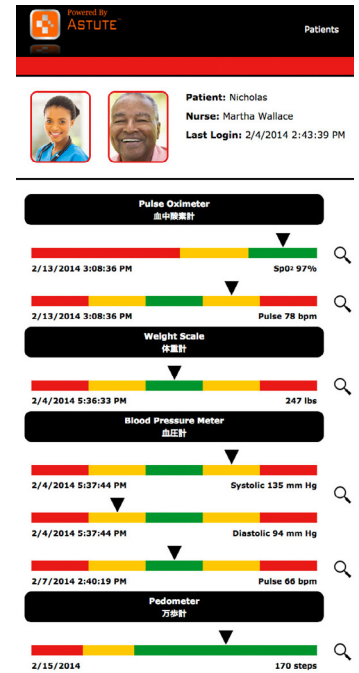 Powered By
ASTUTE™
Patients
Patient: Nicholas
Nurse: Martha Wallace
Last Login: 2/4/2014 2:43:39 PM
Pulse Oximeter
血中酸素計
2/13/2014 3:08:36 PM SpO² 97%
2/13/2014 3:08:36 PM Pulse 78 bpm
Weight Scale
体重計
2/4/2014 5:36:33 PM 247 lbs
Blood Pressure Meter
血圧計
2/4/2014 5:37:44 PM Systolic 135 mm Hg
2/4/2014 5:37:44 PM Diastolic 94 mm Hg
2/7/2014 2:40:19 PM Pulse 66 bpm
Pedometer
万歩計
2/15/2014 170 steps